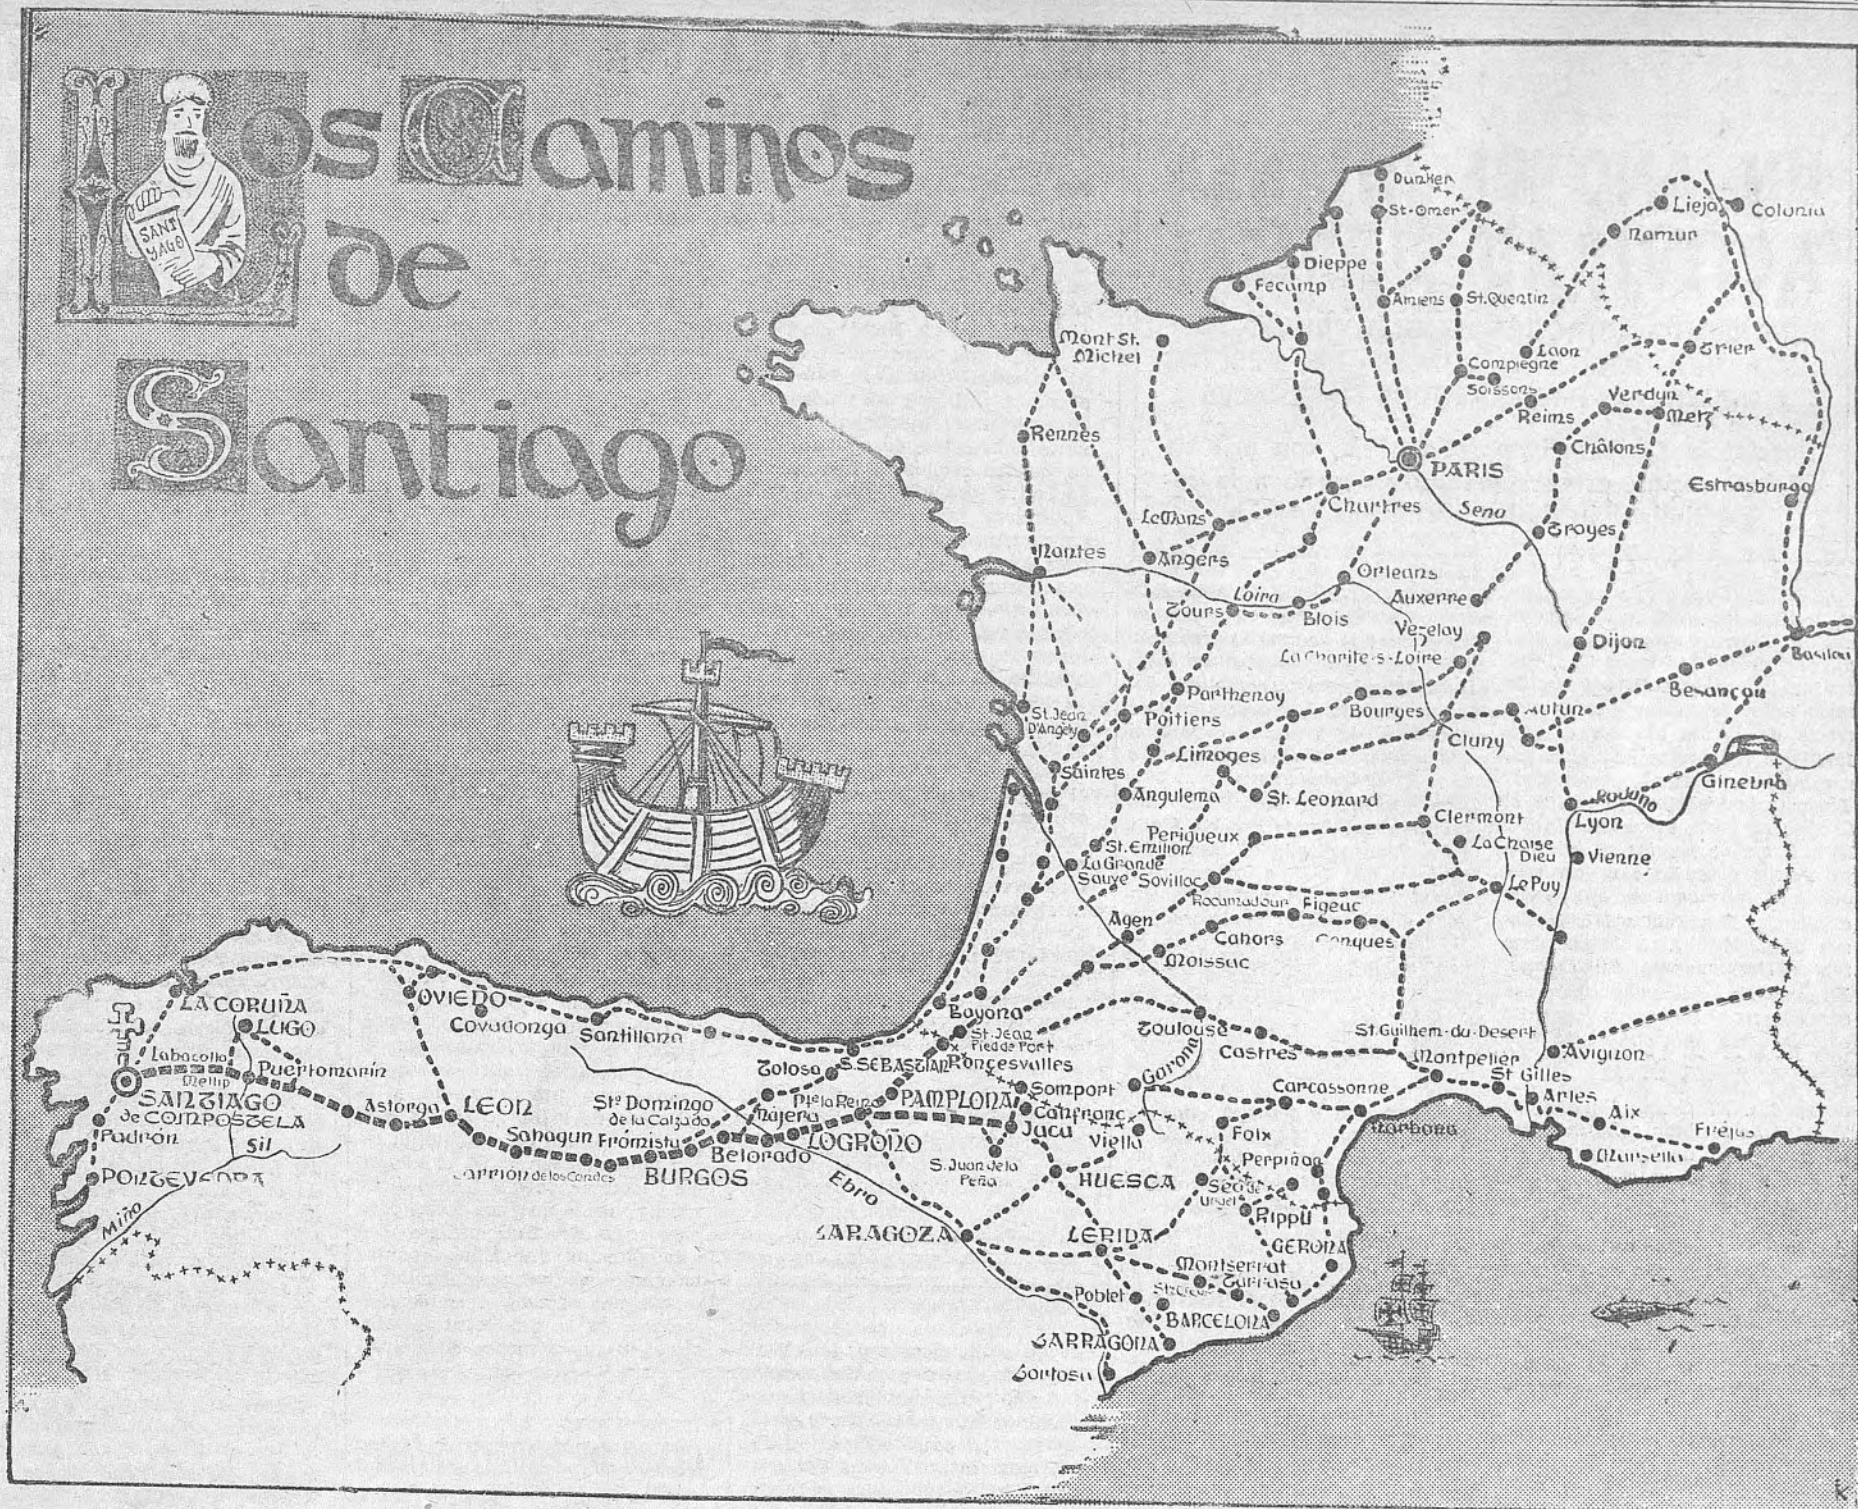 Los Caminos
de
Santiago
SANT
YAGO
Dunker
St-Omer
Lieja
Colonia
Namur
Dieppe
Fecamp
Amiens
St.Quentin
Mont St.
Michel
Laon
Compiegne
Soissons
Trier
Verdun
Reims
Metz
Rennes
Châlons
PARIS
Estrasburgo
Chartres
Sena
LeMans
Troyes
Nantes
Angers
Orleans
Loira
Auxerre
Tours
Blois
Vezelay
Dijon
La Charite-s-Loire
Basilea
Parthenay
Besançon
St.Jean
D'Angely
Poitiers
Bourges
Autun
Cluny
Limoges
Saintes
Ginebra
Angulema
St. Leonard
Rodano
Clermont
Lyon
Perigueux
St.Emilion
La Chaise
Dieu
Vienne
La Grande
Sauve
Sovillac
Le Puy
Rocamadour
Figeac
Agen
Cahors
Conques
Moissac
LA CORUÑA
OVIEDO
LUGO
Covadonga
Santillana
Bayona
St.Jean
Pied de Port
Toulouse
St.Guilhem-du-Desert
Castres
Montpelier
Avignon
Labacolla
Mellip
Puertomarin
Tolosa
S.SEBASTIAN
Roncesvalles
Somport
Garona
St Gilles
Carcassonne
Arles
SANTIAGO
de COMPOSTELA
Astorga
LEON
Stº Domingo
de la Calzada
Nájera
Pte la Reina
PAMPLONA
Canfranc
Aix
Padrón
Sil
Sahagun
Frómista
Belorado
LOGROÑO
Jaca
Viella
Foix
Narbona
Fréjus
Marsella
PONTEVEDRA
Carrión de los Condes
BURGOS
S. Juan de la
Peña
Perpiñan
Ebro
HUESCA
Seo de
Urgel
Miño
Rippll
ZARAGOZA
LERIDA
GERONA
Montserrat
Tarrasa
Poblet
BARCELONA
TARRAGONA
Tortosa